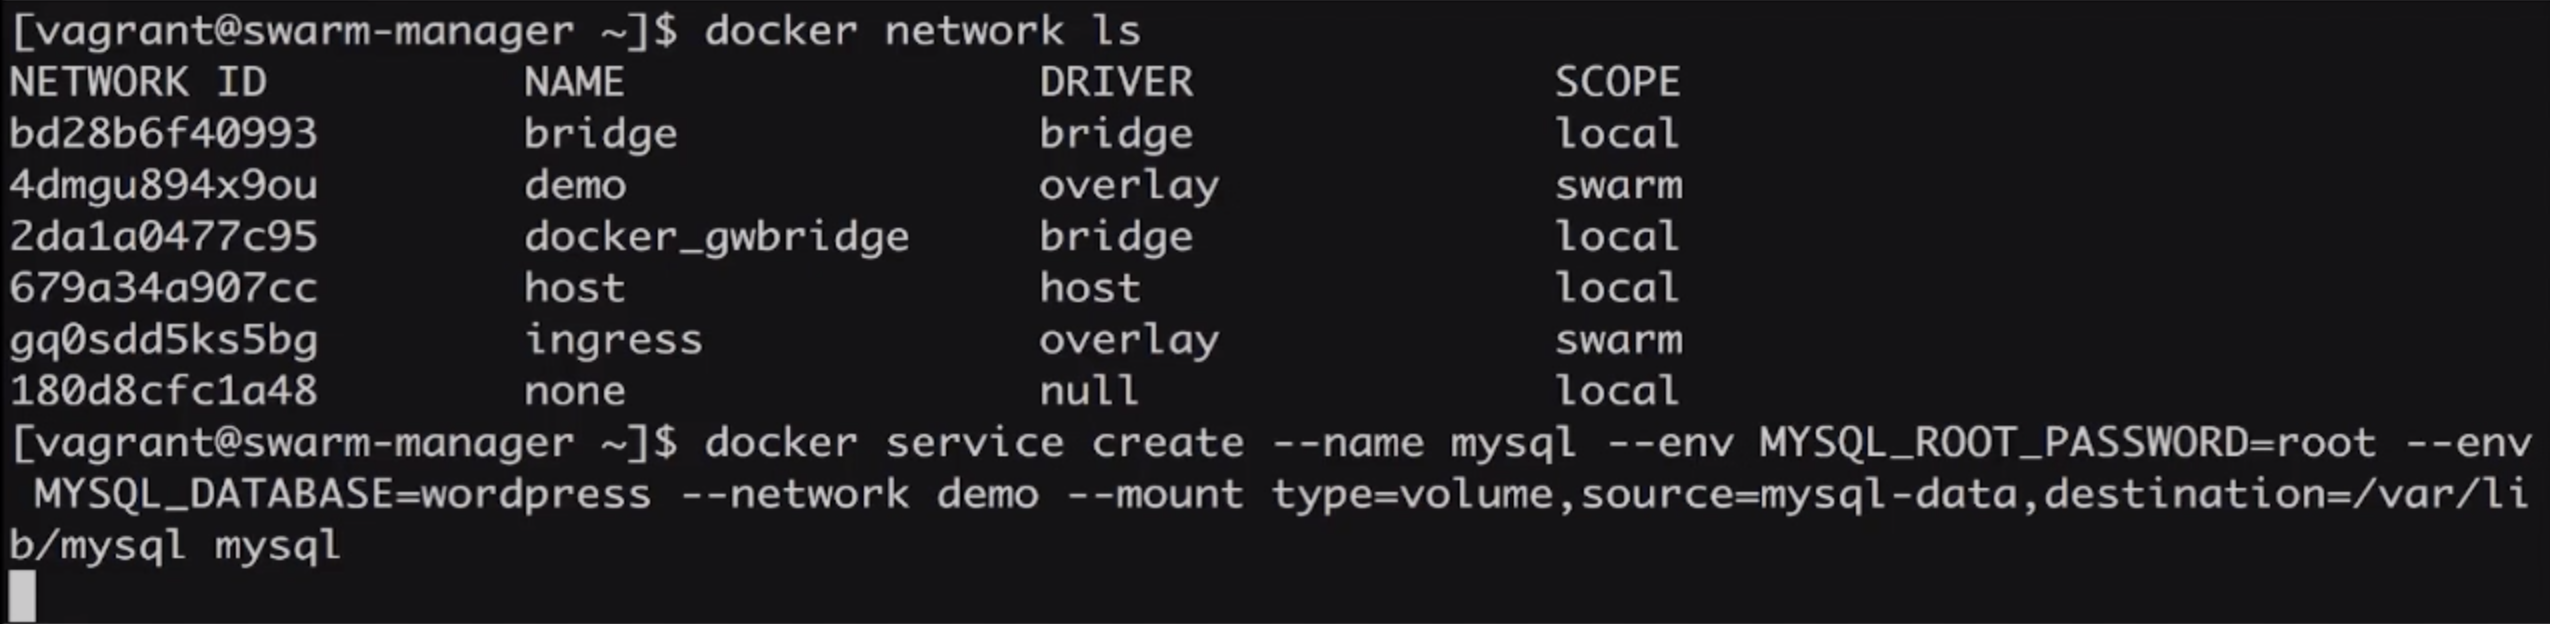 [vagrant@swarm-manager ~]$ docker network ls
NETWORK ID NAME DRIVER SCOPE
bd28b6f40993 bridge bridge local
4dmgu894x9ou demo overlay swarm
2da1a0477c95 docker_gwbridge bridge local
679a34a907cc host host local
gq0sdd5ks5bg ingress overlay swarm
180d8cfc1a48 none null local
[vagrant@swarm-manager ~]$ docker service create --name mysql --env MYSQL_ROOT_PASSWORD=root --env
MYSQL_DATABASE=wordpress --network demo --mount type=volume,source=mysql-data,destination=/var/li
b/mysql mysql